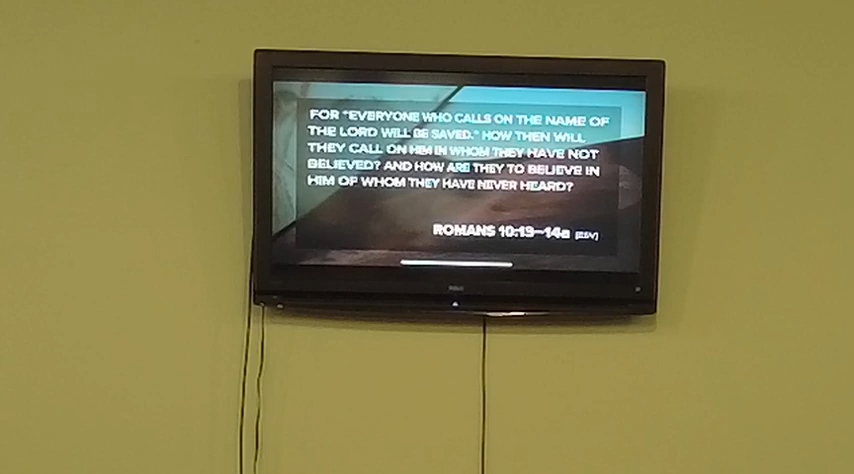 FOR "EVERYONE WHO CALLS ON THE NAME OF
THE LORD WILL BE SAVED." HOW THEN WILL
THEY CALL ON HIM IN WHOM THEY HAVE NOT
BELIEVED? AND HOW ARE THEY TO BELIEVE IN
HIM OF WHOM THEY HAVE NEVER HEARD?
ROMANS 10:13–14a [ESV]
RCA